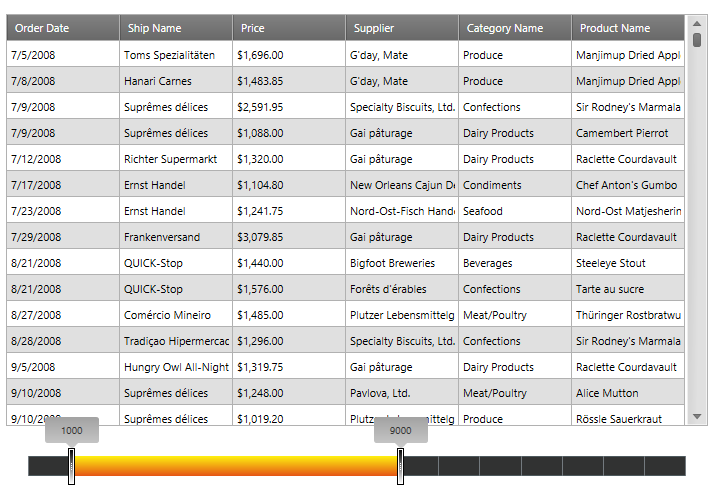 Order Date Ship Name Price Supplier Category Name Product Name
7/5/2008 Toms Spezialitäten $1,696.00 G'day, Mate Produce Manjimup Dried Appl
7/8/2008 Hanari Carnes $1,483.85 G'day, Mate Produce Manjimup Dried Appl
7/9/2008 Suprêmes délices $2,591.95 Specialty Biscuits, Ltd. Confections Sir Rodney's Marmala
7/9/2008 Suprêmes délices $1,088.00 Gai pâturage Dairy Products Camembert Pierrot
7/12/2008 Richter Supermarkt $1,320.00 Gai pâturage Dairy Products Raclette Courdavault
7/17/2008 Ernst Handel $1,104.80 New Orleans Cajun De Condiments Chef Anton's Gumbo
7/23/2008 Ernst Handel $1,241.75 Nord-Ost-Fisch Hand Seafood Nord-Ost Matjesherin
7/29/2008 Frankenversand $3,079.85 Gai pâturage Dairy Products Raclette Courdavault
8/21/2008 QUICK-Stop $1,440.00 Bigfoot Breweries Beverages Steeleye Stout
8/21/2008 QUICK-Stop $1,576.00 Forêts d'érables Confections Tarte au sucre
8/27/2008 Comércio Mineiro $1,485.00 Plutzer Lebensmittelg Meat/Poultry Thüringer Rostbratwu
8/28/2008 Tradiçao Hipermercac $1,296.00 Specialty Biscuits, Ltd. Confections Sir Rodney's Marmala
9/5/2008 Hungry Owl All-Night $1,319.75 Gai pâturage Dairy Products Raclette Courdavault
9/10/2008 Suprêmes délices $1,248.00 Pavlova, Ltd. Meat/Poultry Alice Mutton
9/10/2008 Suprêmes délices $1,019.20 Produce Rössle Sauerkraut
1000 9000